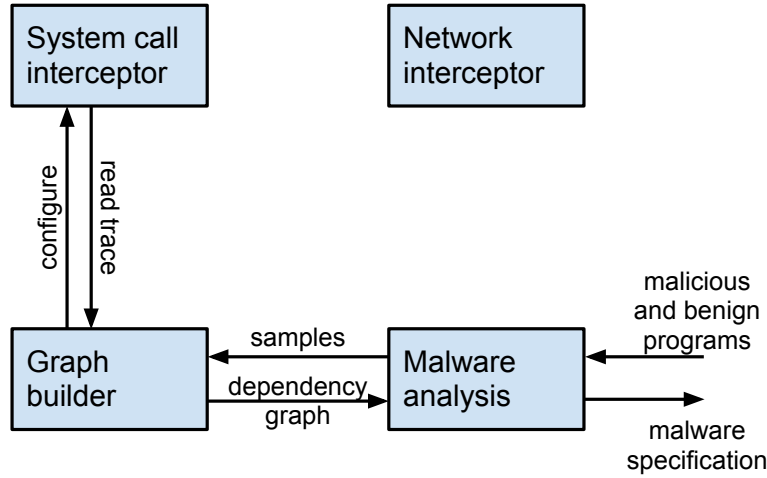 System call
interceptor
Network
interceptor
configure
read trace
malicious
and benign
programs
samples
Graph
builder
dependency
graph
Malware
analysis
malware
specification